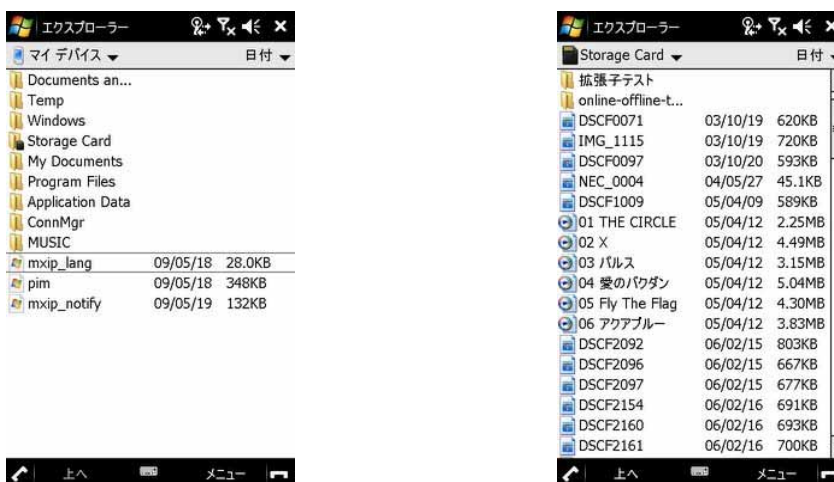 エクスプローラー
マイ デバイス 日付
Documents an...
Temp
Windows
Storage Card
My Documents
Program Files
Application Data
ConnMgr
MUSIC
mxip_lang 09/05/18 28.0KB
pim 09/05/18 348KB
mxip_notify 09/05/19 132KB
上へ メニュー
エクスプローラー
Storage Card 日付
拡張子テスト
online-offline-t...
DSCF0071 03/10/19 620KB
IMG_1115 03/10/19 720KB
DSCF0097 03/10/20 593KB
NEC_0004 04/05/27 45.1KB
DSCF1009 05/04/09 589KB
01 THE CIRCLE 05/04/12 2.25MB
02 X 05/04/12 4.49MB
03 パルス 05/04/12 3.15MB
04 愛のバクダン 05/04/12 5.04MB
05 Fly The Flag 05/04/12 4.30MB
06 アクアブルー 05/04/12 3.83MB
DSCF2092 06/02/15 803KB
DSCF2096 06/02/15 667KB
DSCF2097 06/02/15 677KB
DSCF2154 06/02/16 691KB
DSCF2160 06/02/16 693KB
DSCF2161 06/02/16 700KB
上へ メニュー